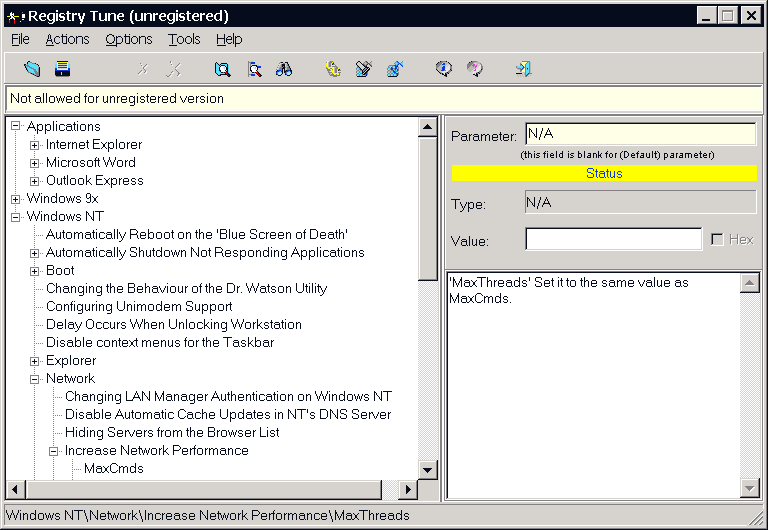 Registry Tune (unregistered)
File Actions Options Tools Help
Not allowed for unregistered version
Applications
Internet Explorer
Microsoft Word
Outlook Express
Windows 9x
Windows NT
Automatically Reboot on the 'Blue Screen of Death'
Automatically Shutdown Not Responding Applications
Boot
Changing the Behaviour of the Dr. Watson Utility
Configuring Unimodem Support
Delay Occurs When Unlocking Workstation
Disable context menus for the Taskbar
Explorer
Network
Changing LAN Manager Authentication on Windows NT
Disable Automatic Cache Updates in NT's DNS Server
Hiding Servers from the Browser List
Increase Network Performance
MaxCmds
Parameter: N/A
(this field is blank for (Default) parameter)
Status
Type: N/A
Value: Hex
'MaxThreads' Set it to the same value as
MaxCmds.
Windows NT\Network\Increase Network Performance\MaxThreads